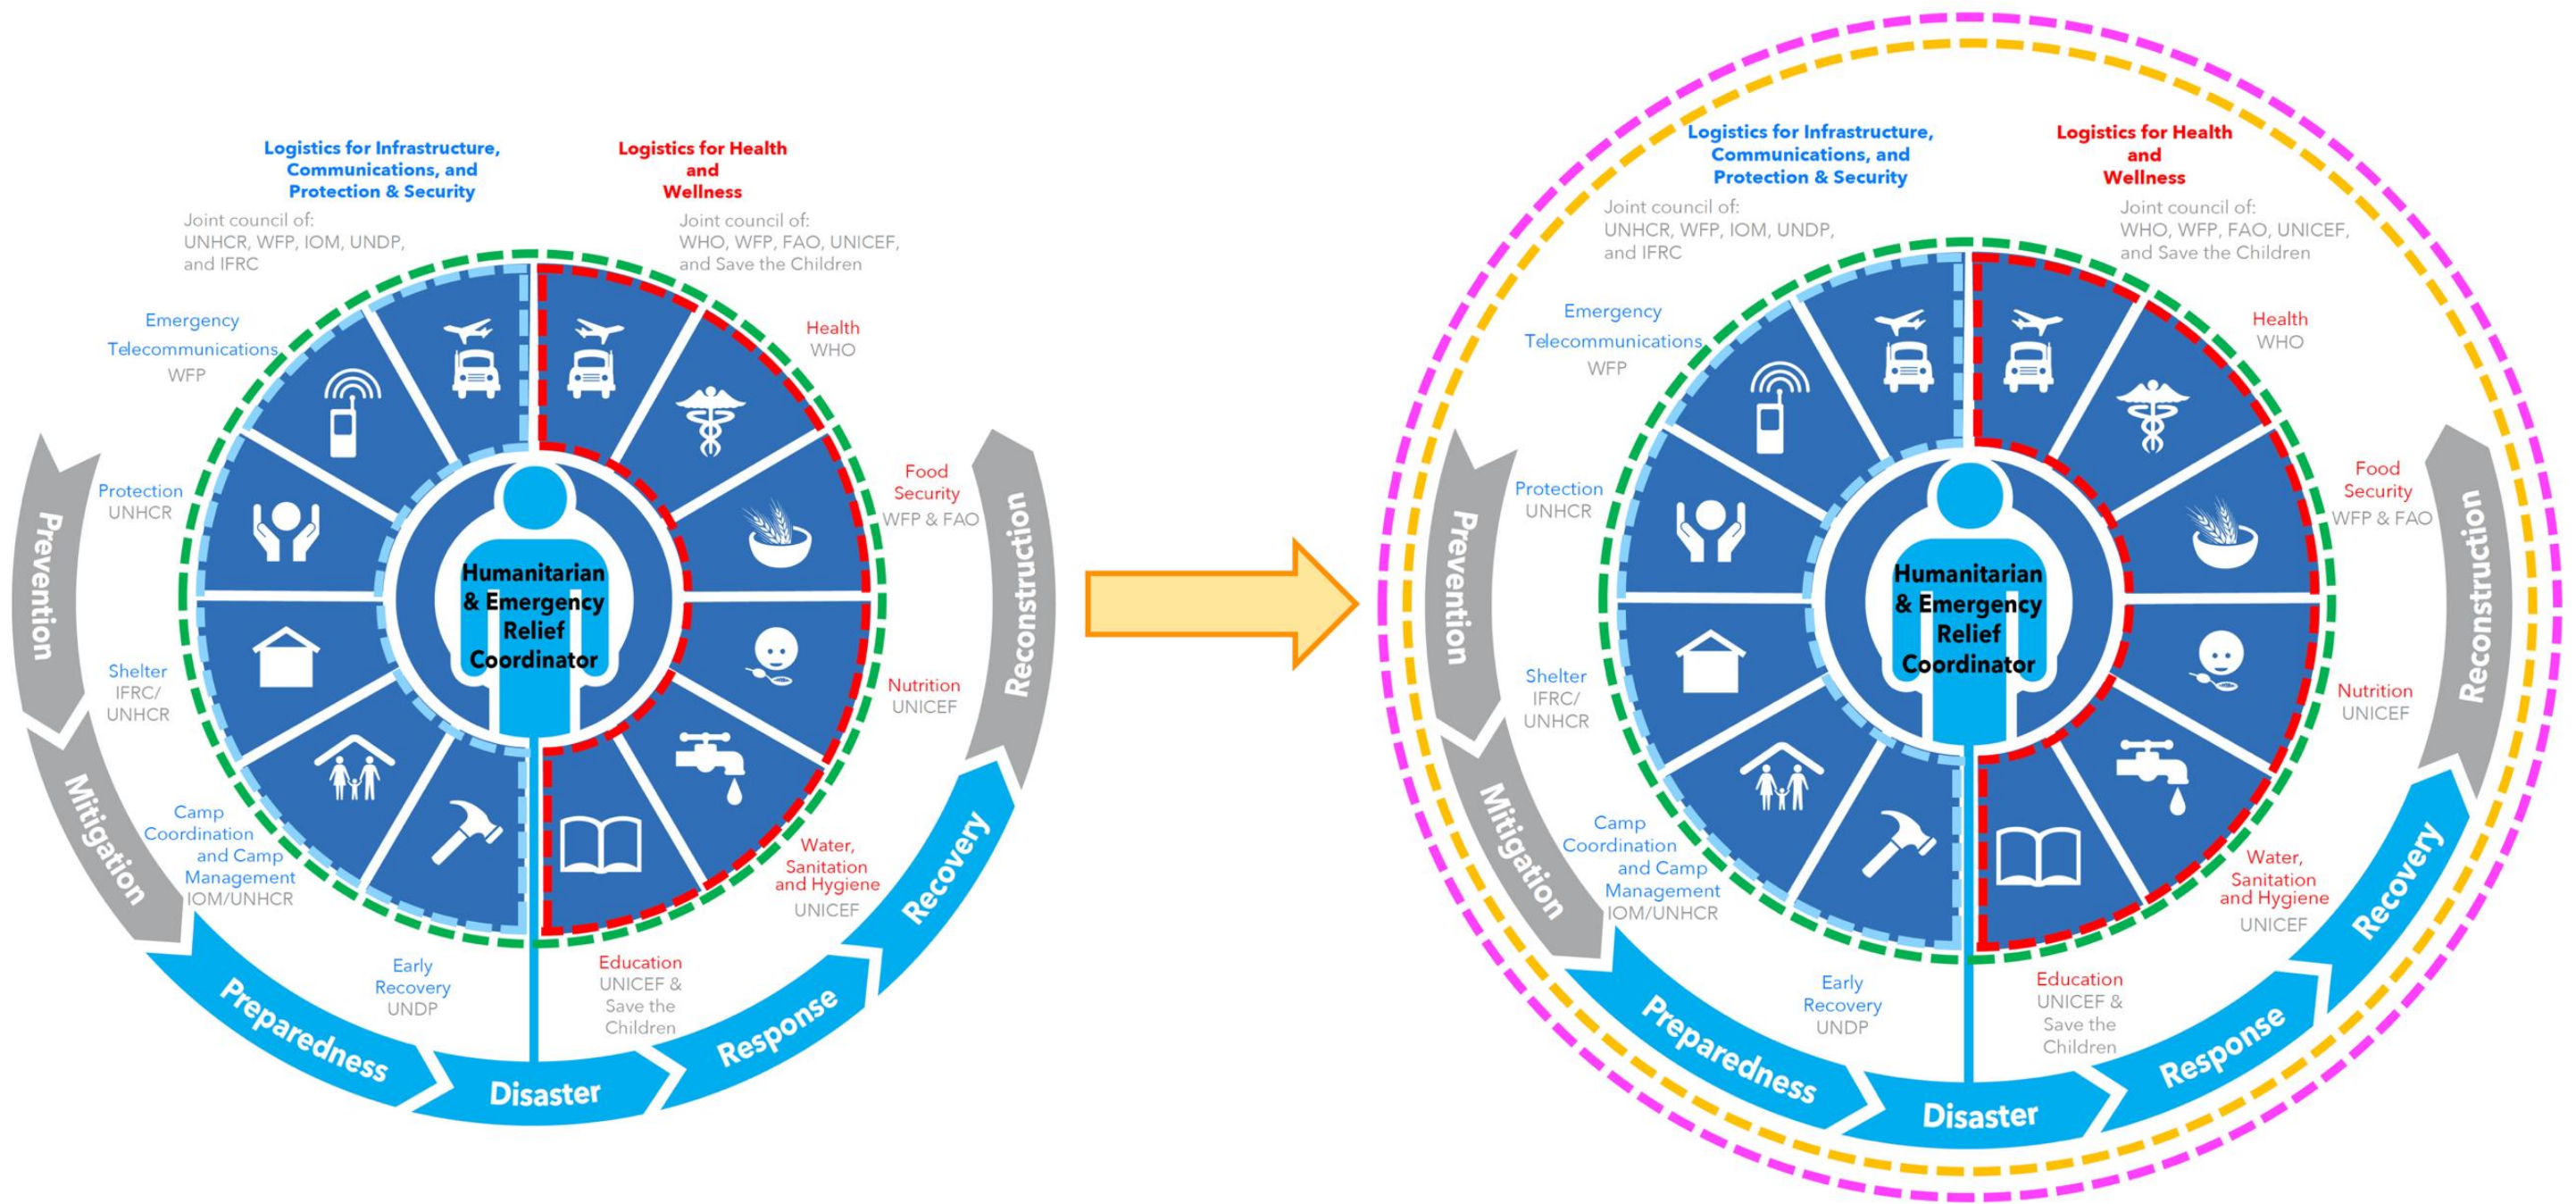 Logistics for Infrastructure,
Communications, and
Protection & Security
Joint council of:
UNHCR, WFP, IOM, UNDP,
and IFRC
Logistics for Health
and
Wellness
Joint council of:
WHO, WFP, FAO, UNICEF,
and Save the Children
Emergency
Telecommunications
WFP
Health
WHO
Protection
UNHCR
Food
Security
WFP & FAO
Humanitarian
& Emergency
Relief
Coordinator
Shelter
IFRC/
UNHCR
Nutrition
UNICEF
Camp
Coordination
and Camp
Management
IOM/UNHCR
Water,
Sanitation
and Hygiene
UNICEF
Early
Recovery
UNDP
Education
UNICEF &
Save the
Children
Prevention
Mitigation
Preparedness
Disaster
Response
Recovery
Reconstruction
Logistics for Infrastructure,
Communications, and
Protection & Security
Joint council of:
UNHCR, WFP, IOM, UNDP,
and IFRC
Logistics for Health
and
Wellness
Joint council of:
WHO, WFP, FAO, UNICEF,
and Save the Children
Emergency
Telecommunications
WFP
Health
WHO
Protection
UNHCR
Food
Security
WFP & FAO
Humanitarian
& Emergency
Relief
Coordinator
Shelter
IFRC/
UNHCR
Nutrition
UNICEF
Camp
Coordination
and Camp
Management
IOM/UNHCR
Water,
Sanitation
and Hygiene
UNICEF
Early
Recovery
UNDP
Education
UNICEF &
Save the
Children
Prevention
Mitigation
Preparedness
Disaster
Response
Recovery
Reconstruction